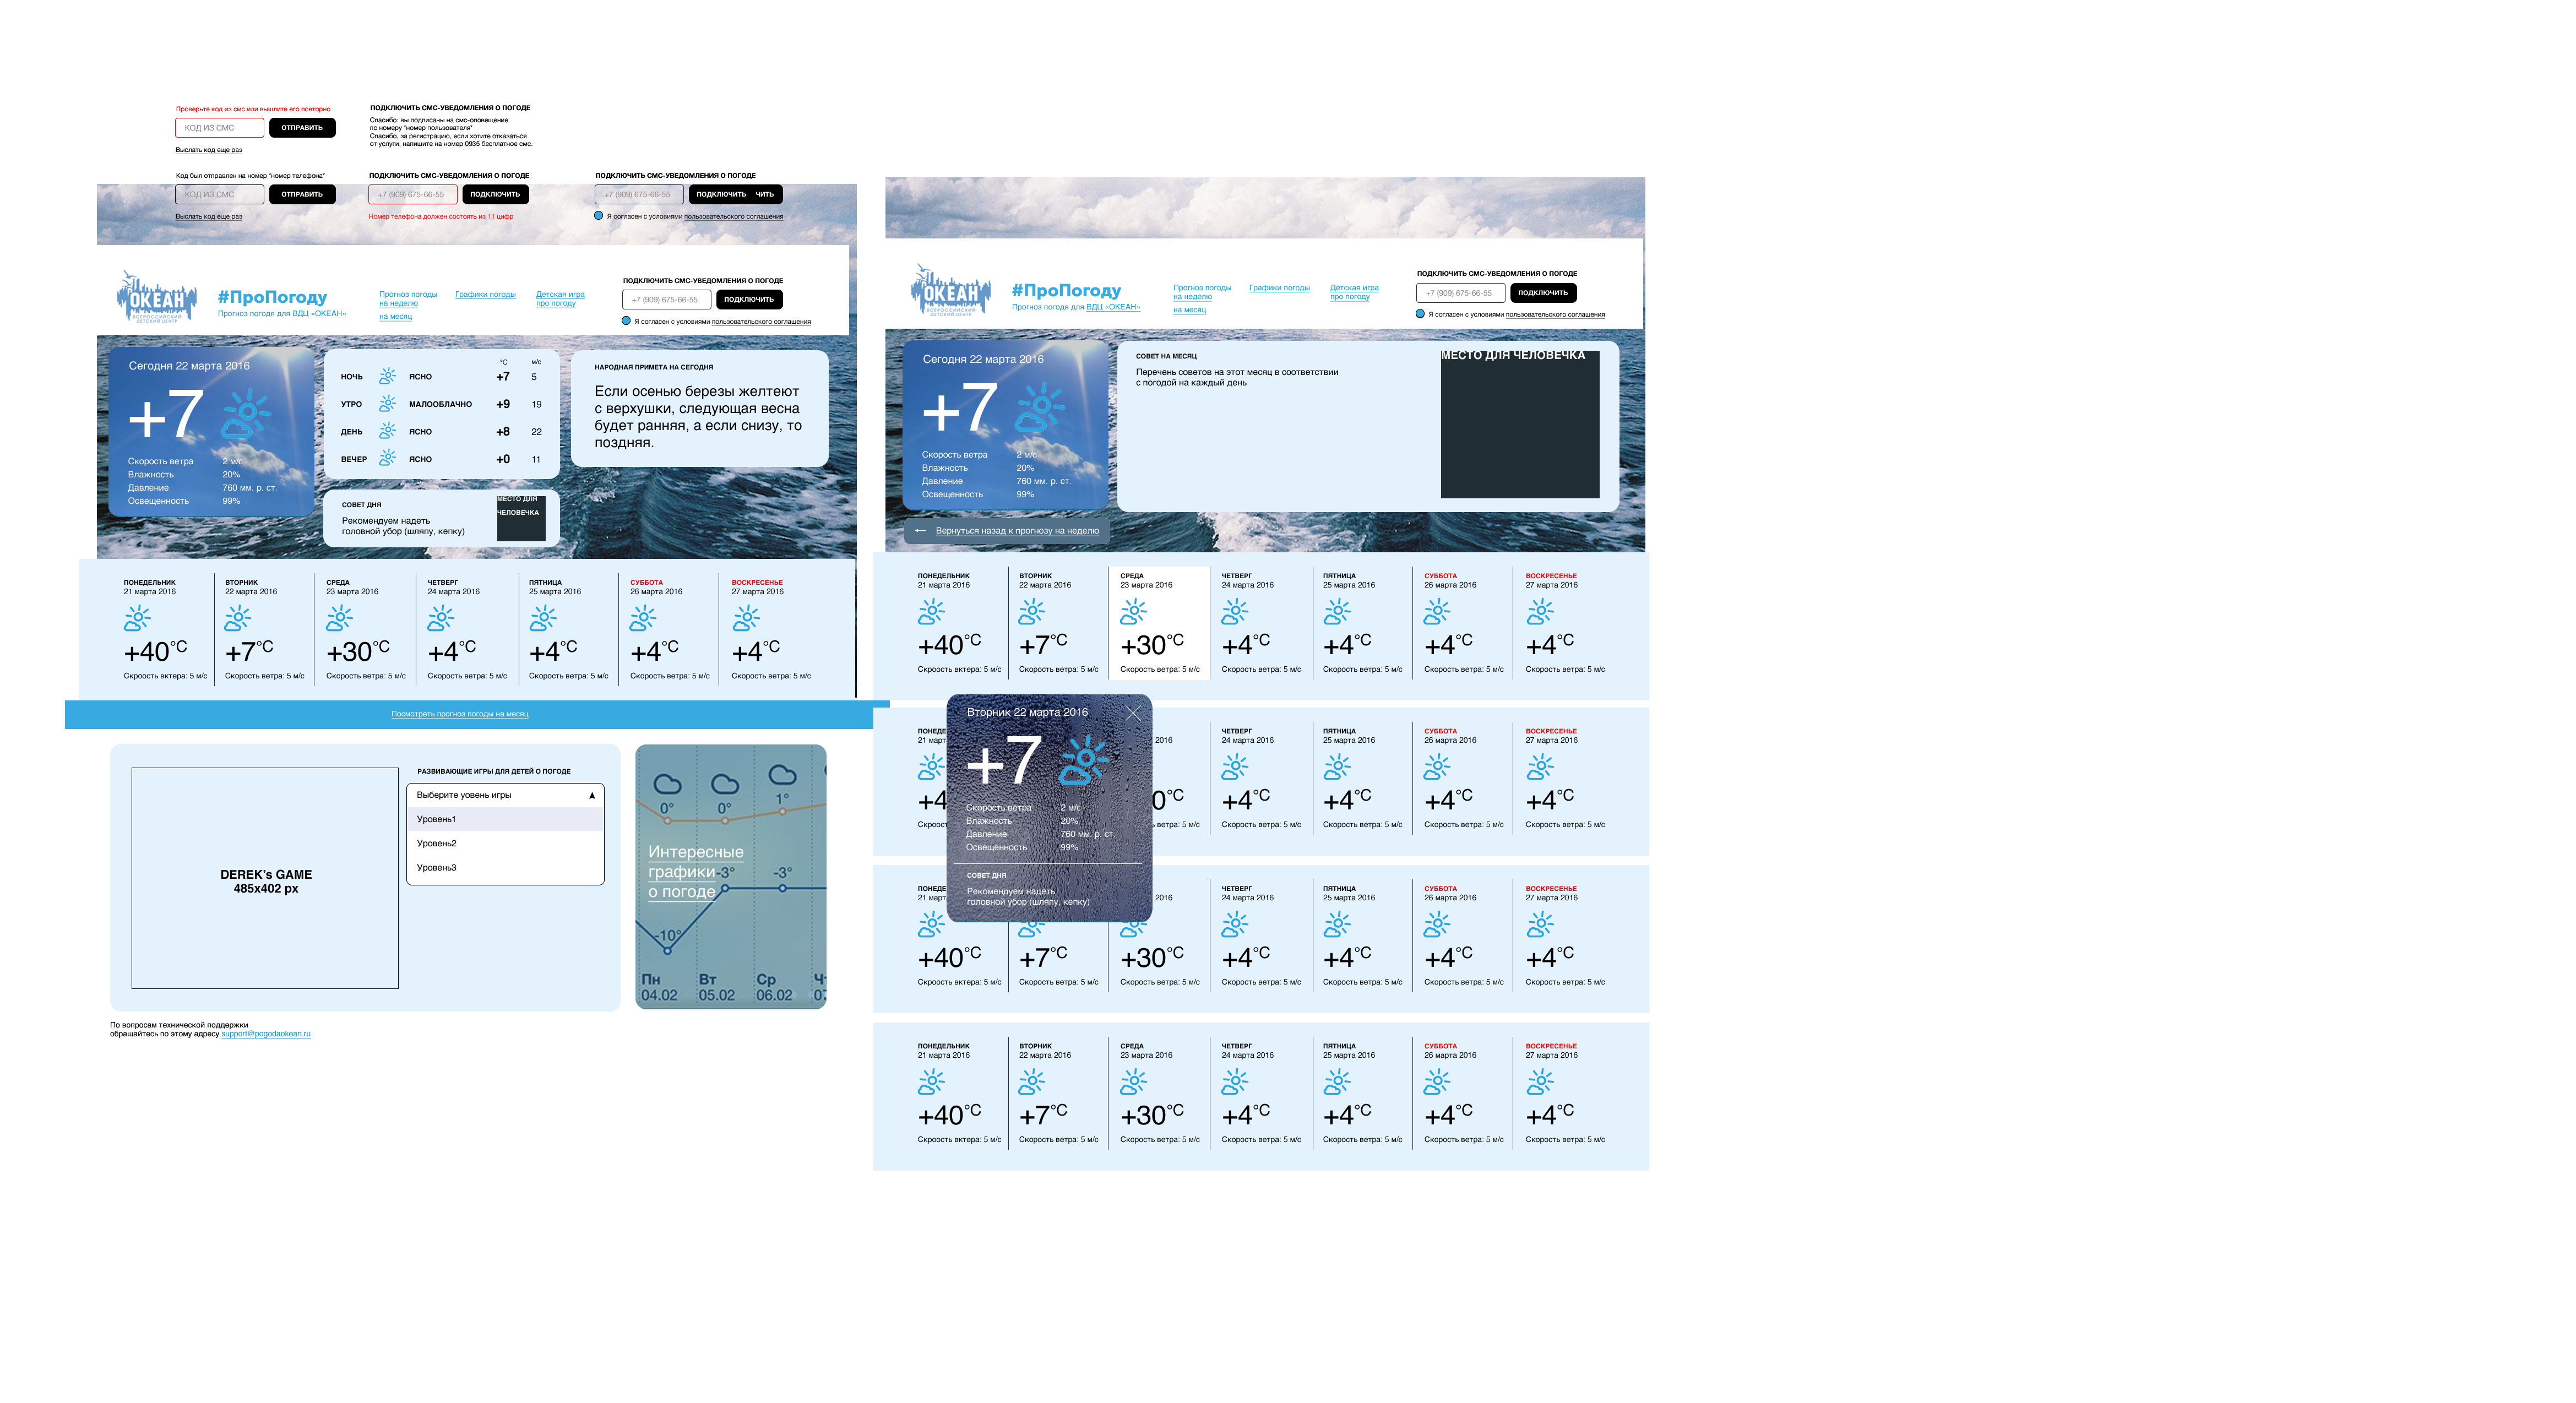 Проверьте код из смс или вышлите его повторно
КОД ИЗ СМС
ОТПРАВИТЬ
Выслать код еще раз
ПОДКЛЮЧИТЬ СМС-УВЕДОМЛЕНИЯ О ПОГОДЕ
Спасибо: вы подписаны на смс-оповещение
по номеру "номер пользователя"
Спасибо, за регистрацию, если хотите отказаться
от услуги, напишите на номер 0935 бесплатное смс.
Код был отправлен на номер "номер телефона"
КОД ИЗ СМС
ОТПРАВИТЬ
Выслать код еще раз
ПОДКЛЮЧИТЬ СМС-УВЕДОМЛЕНИЯ О ПОГОДЕ
+7 (909) 675-66-55
ПОДКЛЮЧИТЬ
Номер телефона должен состоять из 11 цифр
ПОДКЛЮЧИТЬ СМС-УВЕДОМЛЕНИЯ О ПОГОДЕ
+7 (909) 675-66-55
ПОДКЛЮЧИТЬ ЧИТЬ
Я согласен с условиями пользовательского соглашения
ОКЕАН
ВСЕРОССИЙСКИЙ
ДЕТСКИЙ ЦЕНТР
#ПроПогоду
Прогноз погодя для ВДЦ «ОКЕАН»
Прогноз погоды
на неделю
на месяц
Графики погоды
Детская игра
про погоду
ПОДКЛЮЧИТЬ СМС-УВЕДОМЛЕНИЯ О ПОГОДЕ
+7 (909) 675-66-55
ПОДКЛЮЧИТЬ
Я согласен с условиями пользовательского соглашения
Сегодня 22 марта 2016
+7
Скорость ветра 2 м/с
Влажность 20%
Давление 760 мм. р. ст.
Освещенность 99%
°C м/с
НОЧЬ ЯСНО +7 5
УТРО МАЛООБЛАЧНО +9 19
ДЕНЬ ЯСНО +8 22
ВЕЧЕР ЯСНО +0 11
СОВЕТ ДНЯ
Рекомендуем надеть
головной убор (шляпу, кепку)
МЕСТО ДЛЯ
ЧЕЛОВЕЧКА
НАРОДНАЯ ПРИМЕТА НА СЕГОДНЯ
Если осенью березы желтеют
с верхушки, следующая весна
будет ранняя, а если снизу, то
поздняя.
ПОНЕДЕЛЬНИК ВТОРНИК СРЕДА ЧЕТВЕРГ ПЯТНИЦА СУББОТА ВОСКРЕСЕНЬЕ
21 марта 2016 22 марта 2016 23 марта 2016 24 марта 2016 25 марта 2016 26 марта 2016 27 марта 2016
+40°C +7°C +30°C +4°C +4°C +4°C +4°C
Скроость вктера: 5 м/с Скорость ветра: 5 м/с Скорость ветра: 5 м/с Скорость ветра: 5 м/с Скорость ветра: 5 м/с Скорость ветра: 5 м/с Скорость ветра: 5 м/с
Посмотреть прогноз погоды на месяц
DEREK's GAME
485x402 px
РАЗВИВАЮЩИЕ ИГРЫ ДЛЯ ДЕТЕЙ О ПОГОДЕ
Выберите уовень игры
Уровень1
Уровень2
Уровень3
0° 0° 1°
Интересные
графики
о погоде
-3° -3°
-10°
Пн Вт Ср Ч
04.02 05.02 06.02 07
По вопросам технической поддержки
обращайтесь по этому адресу support@pogodaokean.ru
ОКЕАН
ВСЕРОССИЙСКИЙ
ДЕТСКИЙ ЦЕНТР
#ПроПогоду
Прогноз погодя для ВДЦ «ОКЕАН»
Прогноз погоды
на неделю
на месяц
Графики погоды
Детская игра
про погоду
ПОДКЛЮЧИТЬ СМС-УВЕДОМЛЕНИЯ О ПОГОДЕ
+7 (909) 675-66-55
ПОДКЛЮЧИТЬ
Я согласен с условиями пользовательского соглашения
Сегодня 22 марта 2016
+7
Скорость ветра 2 м/с
Влажность 20%
Давление 760 мм. р. ст.
Освещенность 99%
СОВЕТ НА МЕСЯЦ
Перечень советов на этот месяц в соответствии
с погодой на каждый день
МЕСТО ДЛЯ ЧЕЛОВЕЧКА
← Вернуться назад к прогнозу на неделю
ПОНЕДЕЛЬНИК ВТОРНИК СРЕДА ЧЕТВЕРГ ПЯТНИЦА СУББОТА ВОСКРЕСЕНЬЕ
21 марта 2016 22 марта 2016 23 марта 2016 24 марта 2016 25 марта 2016 26 марта 2016 27 марта 2016
+40°C +7°C +30°C +4°C +4°C +4°C +4°C
Скроость вктера: 5 м/с Скорость ветра: 5 м/с Скорость ветра: 5 м/с Скорость ветра: 5 м/с Скорость ветра: 5 м/с Скорость ветра: 5 м/с Скорость ветра: 5 м/с
Вторник 22 марта 2016
+7
Скорость ветра 2 м/с
Влажность 20%
Давление 760 мм. р. ст.
Освещенность 99%
СОВЕТ ДНЯ
Рекомендуем надеть
головной убор (шляпу, кепку)
ПОНЕДЕ ЧЕТВЕРГ ПЯТНИЦА СУББОТА ВОСКРЕСЕНЬЕ
21 март 2016 24 марта 2016 25 марта 2016 26 марта 2016 27 марта 2016
+4 0°C +4°C +4°C +4°C +4°C
Скроост ветра: 5 м/с Скорость ветра: 5 м/с Скорость ветра: 5 м/с Скорость ветра: 5 м/с Скорость ветра: 5 м/с
ПОНЕДЕ ЧЕТВЕРГ ПЯТНИЦА СУББОТА ВОСКРЕСЕНЬЕ
21 март 2016 24 марта 2016 25 марта 2016 26 марта 2016 27 марта 2016
+40°C +7°C +30°C +4°C +4°C +4°C +4°C
Скроость вктера: 5 м/с Скорость ветра: 5 м/с Скорость ветра: 5 м/с Скорость ветра: 5 м/с Скорость ветра: 5 м/с Скорость ветра: 5 м/с Скорость ветра: 5 м/с
ПОНЕДЕЛЬНИК ВТОРНИК СРЕДА ЧЕТВЕРГ ПЯТНИЦА СУББОТА ВОСКРЕСЕНЬЕ
21 марта 2016 22 марта 2016 23 марта 2016 24 марта 2016 25 марта 2016 26 марта 2016 27 марта 2016
+40°C +7°C +30°C +4°C +4°C +4°C +4°C
Скроость вктера: 5 м/с Скорость ветра: 5 м/с Скорость ветра: 5 м/с Скорость ветра: 5 м/с Скорость ветра: 5 м/с Скорость ветра: 5 м/с Скорость ветра: 5 м/с